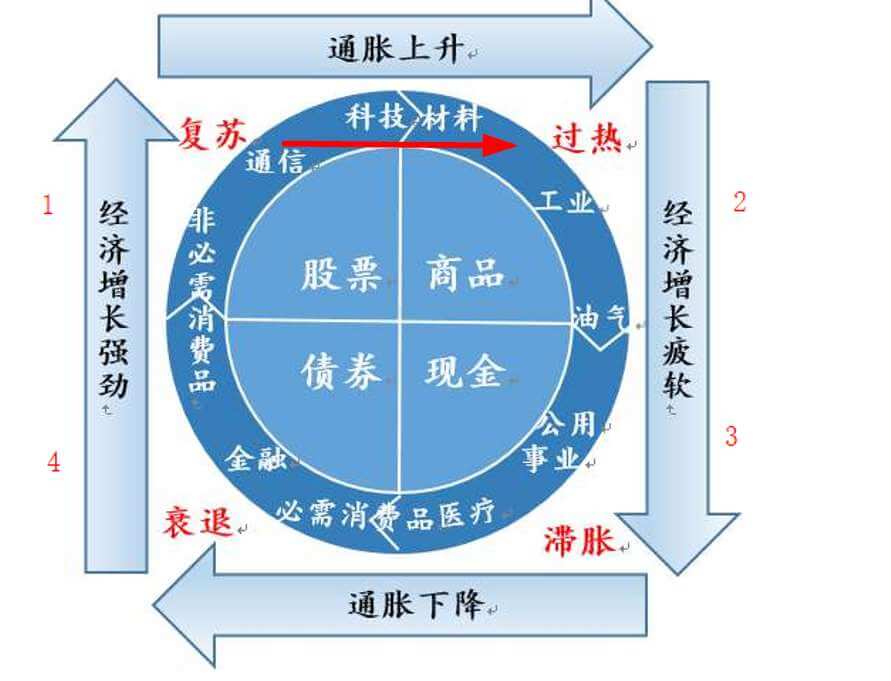 通胀上升
复苏
科技
材料
过热
通信
1
2
经济增长强劲
非必需消费品
工业
经济增长疲软
股票
商品
油气
债券
现金
4
3
金融
公用
事业
衰退
必需消费品医疗
滞胀
通胀下降